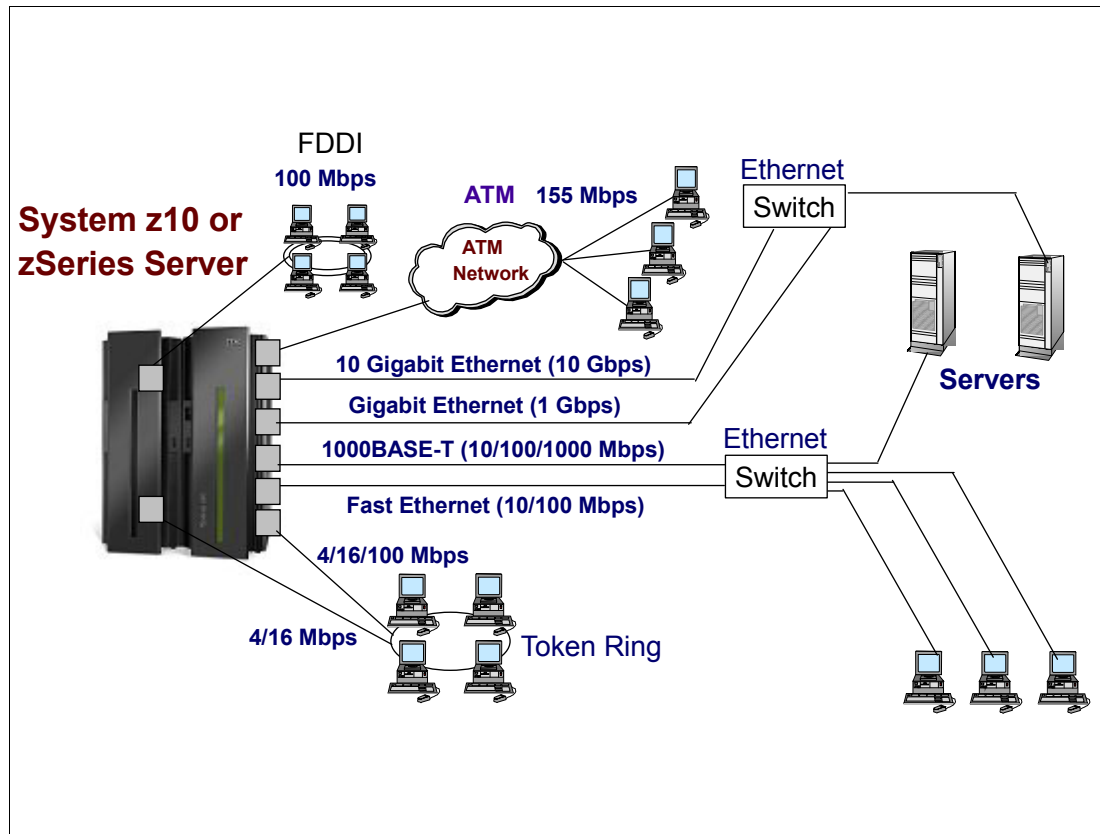 FDDI
100 Mbps
System z10 or
zSeries Server
ATM 155 Mbps
ATM
Network
Ethernet
Switch
10 Gigabit Ethernet (10 Gbps)
Gigabit Ethernet (1 Gbps)
1000BASE-T (10/100/1000 Mbps)
Fast Ethernet (10/100 Mbps)
Servers
Ethernet
Switch
4/16/100 Mbps
4/16 Mbps
Token Ring